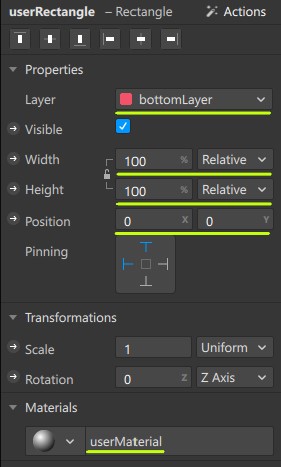 userRectangle – Rectangle Actions
Properties
Layer bottomLayer
Visible
Width 100 % Relative
Height 100 % Relative
Position 0 X 0 Y
Pinning
Transformations
Scale 1 Uniform
Rotation 0 Z Z Axis
Materials
userMaterial